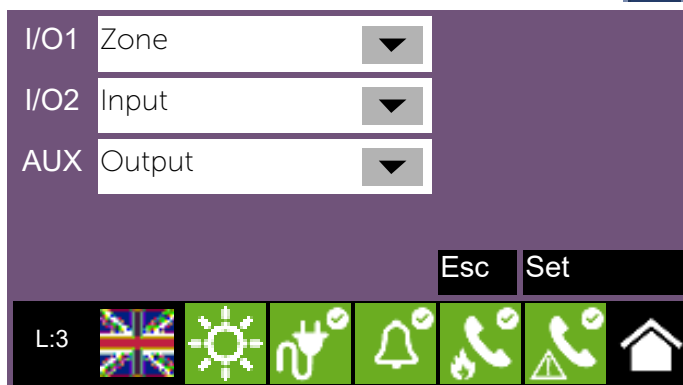 I/O1 Zone
I/O2 Input
AUX Output
Esc Set
L:3